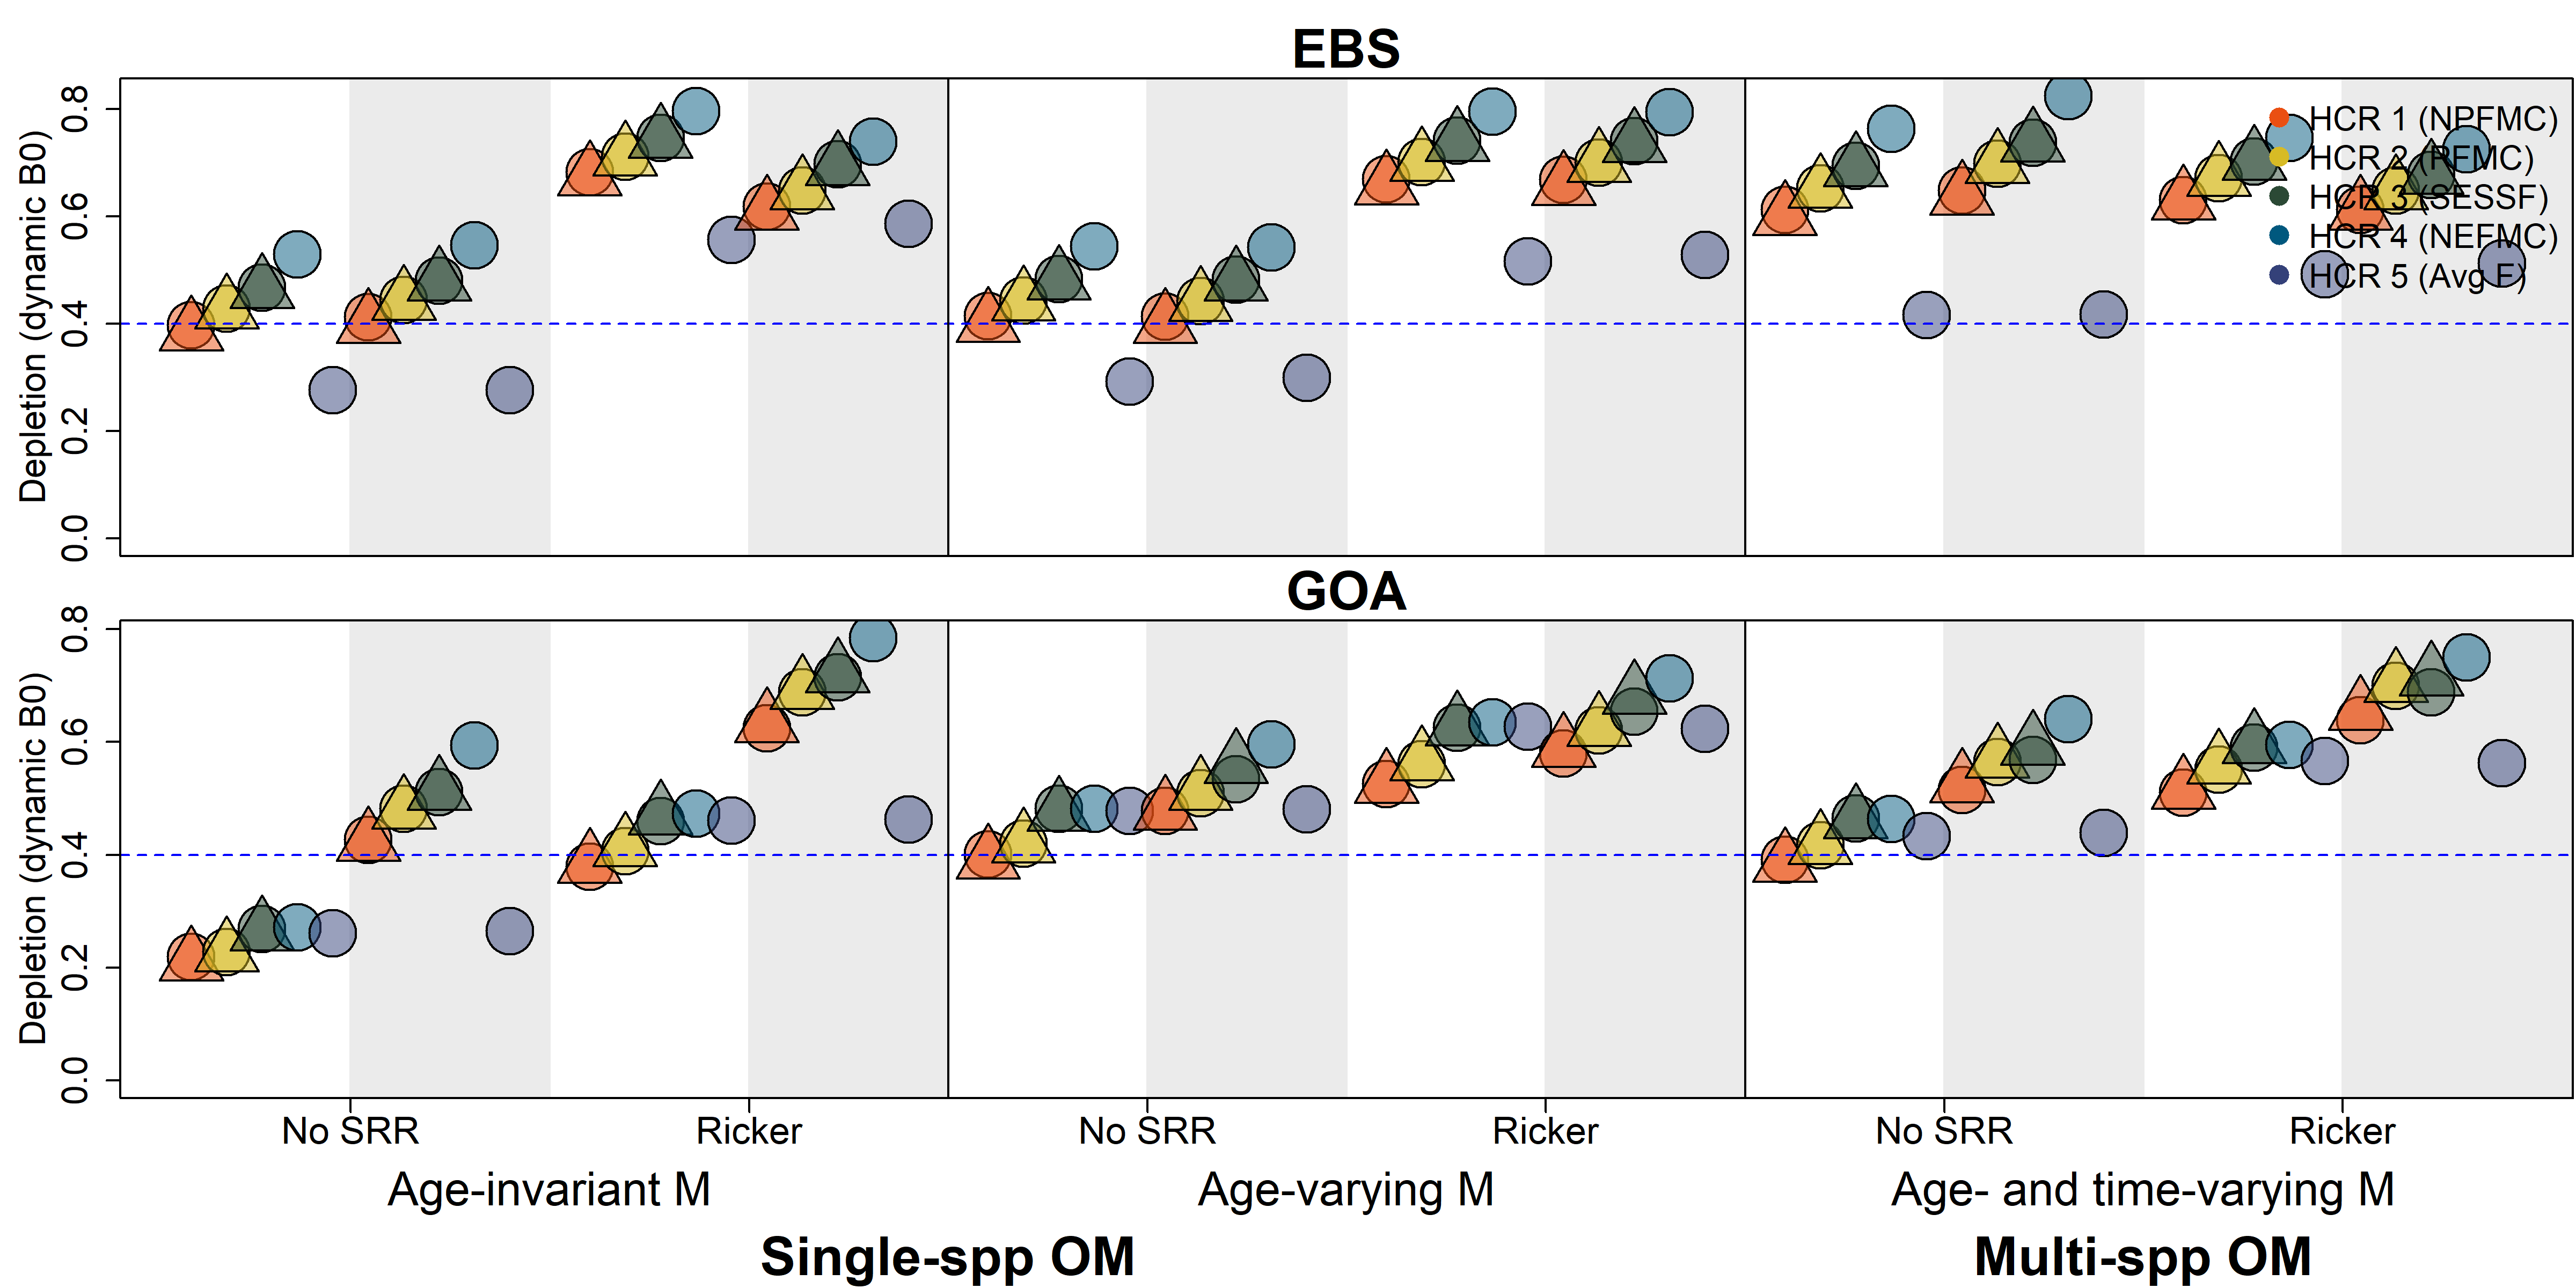 EBS
Depletion (dynamic B0)
0.8
0.6
0.4
0.2
0.0
HCR 1 (NPFMC)
HCR 2 (PFMC)
HCR 3 (SESSF)
HCR 4 (NEFMC)
HCR 5 (Avg F)
GOA
Depletion (dynamic B0)
0.8
0.6
0.4
0.2
0.0
No SRR Ricker No SRR Ricker No SRR Ricker
Age-invariant M Age-varying M Age- and time-varying M
Single-spp OM Multi-spp OM